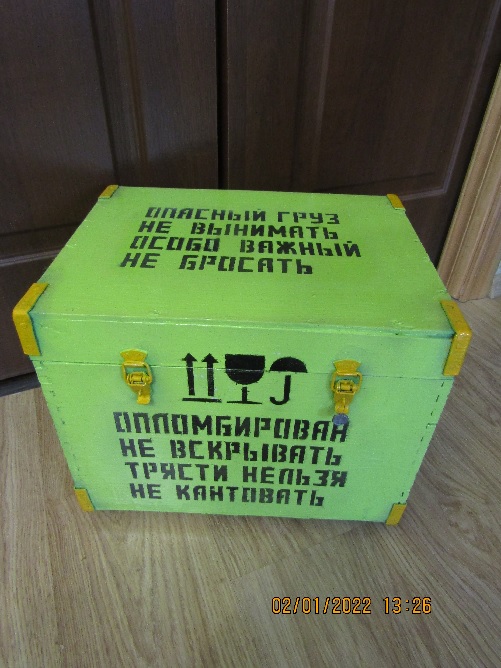 ОПАСНЫЙ ГРУЗ
НЕ ВЫНИМАТЬ
ОСОБО ВАЖНЫЙ
НЕ БРОСАТЬ
ОПЛОМБИРОВАН
НЕ ВСКРЫВАТЬ
ТРЯСТИ НЕЛЬЗЯ
НЕ КАНТОВАТЬ
02/01/2022 13:26